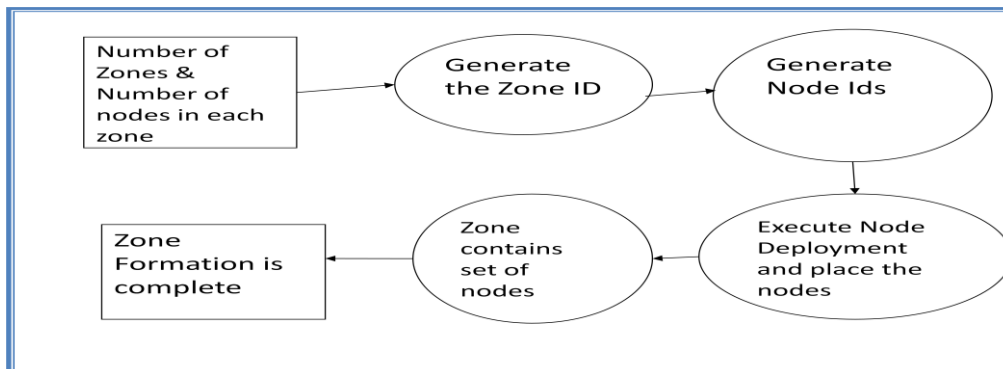 Number of
Zones &
Number of
nodes in each
zone
Generate
the Zone ID
Generate
Node Ids
Execute Node
Deployment
and place the
nodes
Zone
contains
set of
nodes
Zone
Formation is
complete